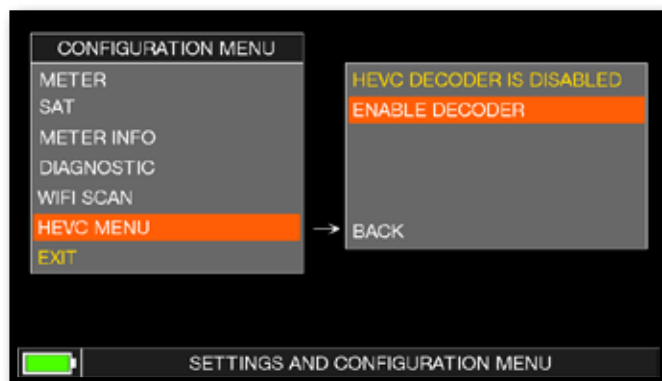 CONFIGURATION MENU
METER
SAT
METER INFO
DIAGNOSTIC
WIFI SCAN
HEVC MENU
EXIT
HEVC DECODER IS DISABLED
ENABLE DECODER
BACK
SETTINGS AND CONFIGURATION MENU